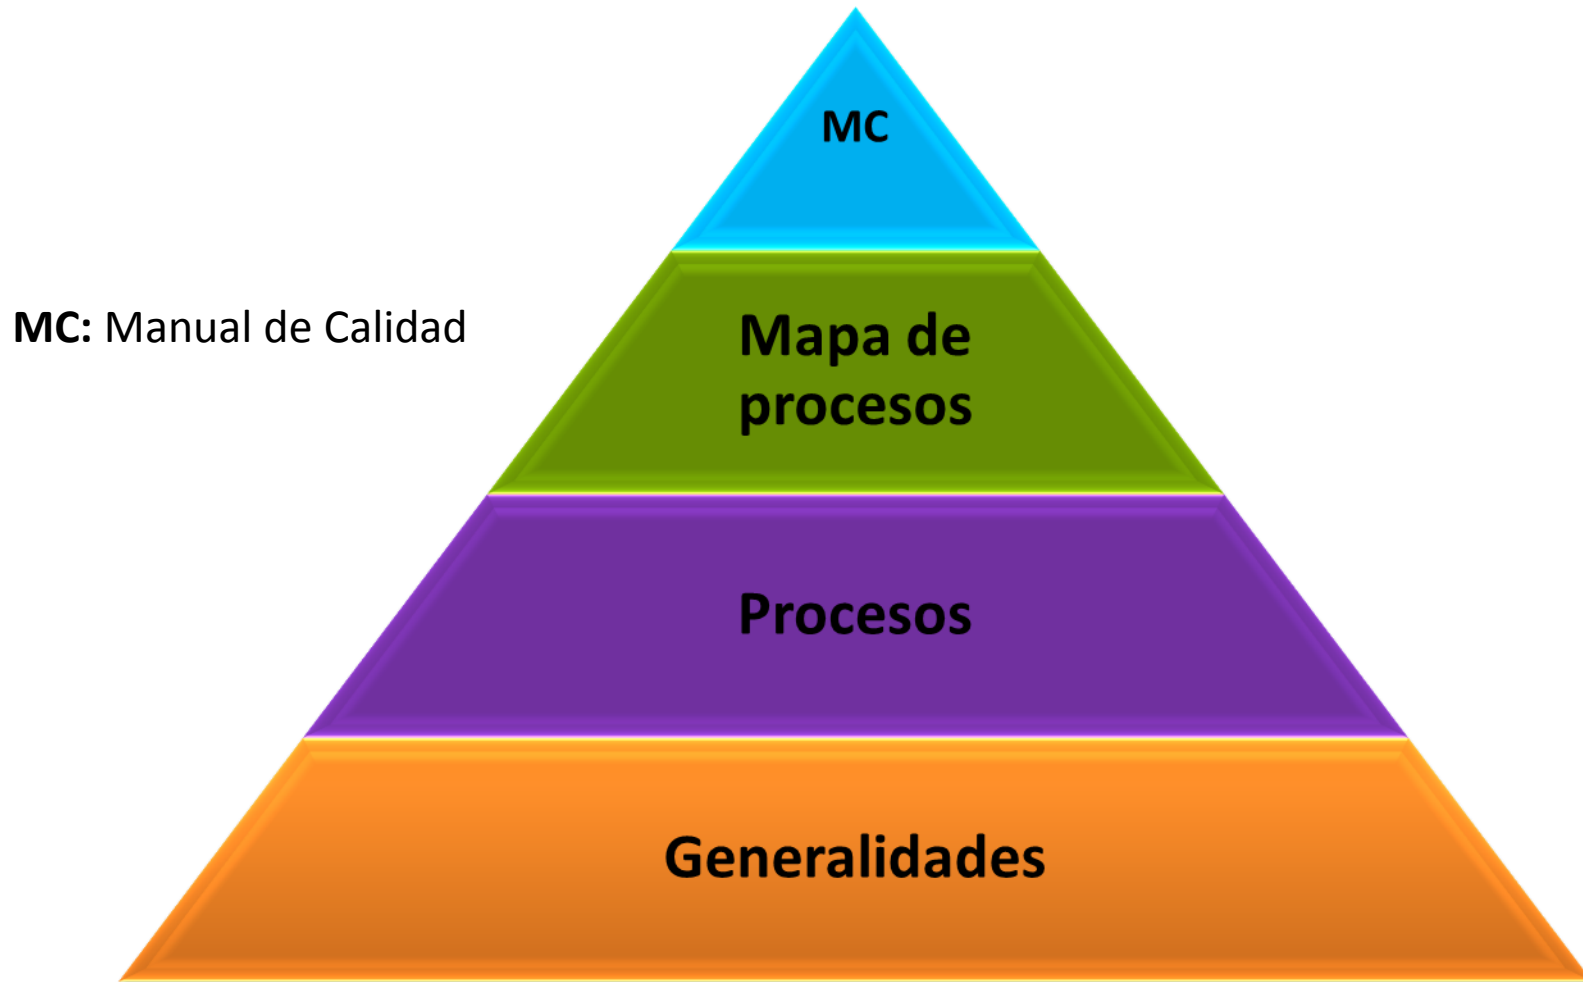 MC
MC: Manual de Calidad
Mapa de
procesos
Procesos
Generalidades